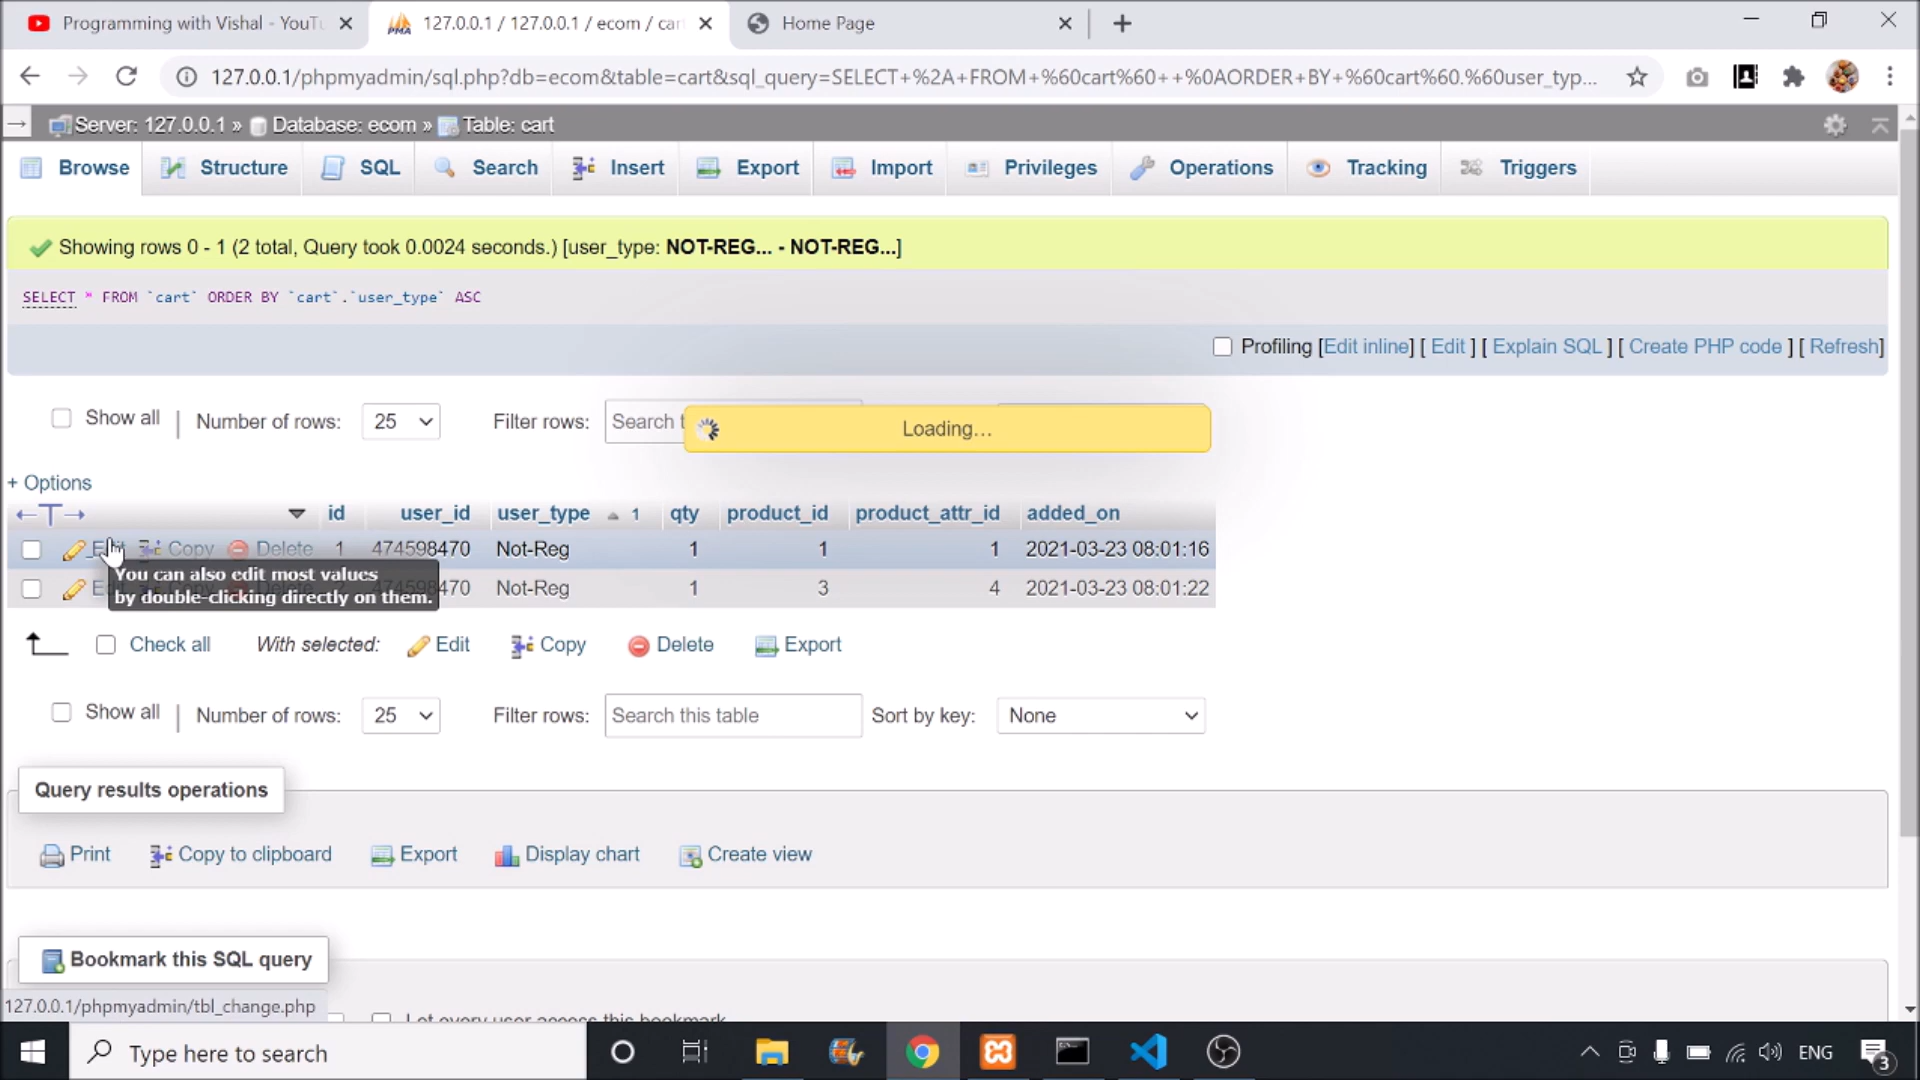 Programming with Vishal - YouTu
127.0.0.1 / 127.0.0.1 / ecom / car
Home Page
127.0.0.1/phpmyadmin/sql.php?db=ecom&table=cart&sql_query=SELECT+%2A+FROM+%60cart%60++%0AORDER+BY+%60cart%60.%60user_typ...
Server: 127.0.0.1 » Database: ecom » Table: cart
Browse Structure SQL Search Insert Export Import Privileges Operations Tracking Triggers
Showing rows 0 - 1 (2 total, Query took 0.0024 seconds.) [user_type: NOT-REG... - NOT-REG...]
SELECT * FROM `cart` ORDER BY `cart`.`user_type` ASC
Profiling [Edit inline] [ Edit ] [ Explain SQL ] [ Create PHP code ] [ Refresh]
Show all | Number of rows: 25 Filter rows: Search t
Loading...
+ Options
←T→ id user_id user_type 1 qty product_id product_attr_id added_on
Edit Copy Delete 1 474598470 Not-Reg 1 1 1 2021-03-23 08:01:16
You can also edit most values
by double-clicking directly on them.
Not-Reg 1 3 4 2021-03-23 08:01:22
Check all With selected: Edit Copy Delete Export
Show all | Number of rows: 25 Filter rows: Search this table Sort by key: None
Query results operations
Print Copy to clipboard Export Display chart Create view
Bookmark this SQL query
127.0.0.1/phpmyadmin/tbl_change.php
Let every user access this bookmark
Type here to search
ENG
3